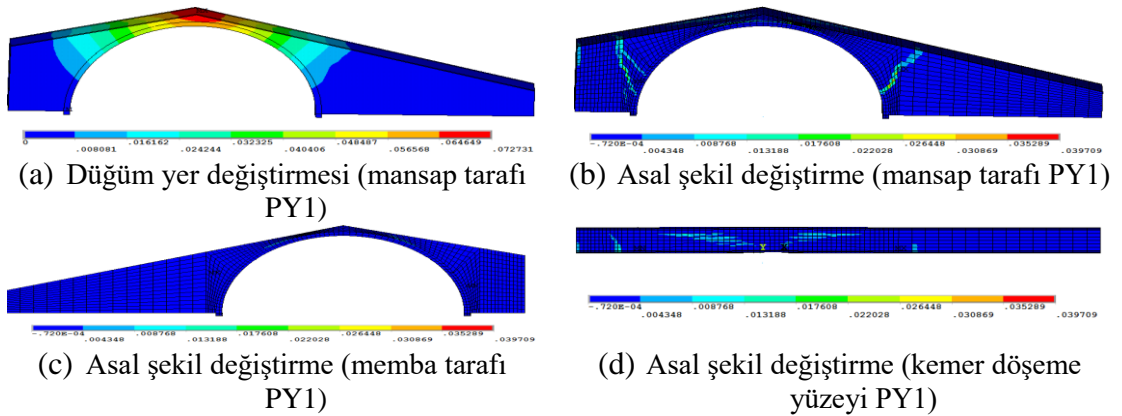 0 .008081 .016162 .024244 .032325 .040406 .048487 .056568 .064649 .072731
(a) Düğüm yer değiştirmesi (mansap tarafı
PY1)
-.720E-04 .004348 .008768 .013188 .017608 .022028 .026448 .030869 .035289 .039709
(b) Asal şekil değiştirme (mansap tarafı PY1)
-.720E-04 .004348 .008768 .013188 .017608 .022028 .026448 .030869 .035289 .039709
(c) Asal şekil değiştirme (memba tarafı
PY1)
Y
-.720E-04 .004348 .008768 .013188 .017608 .022028 .026448 .030869 .035289 .039709
(d) Asal şekil değiştirme (kemer döşeme
yüzeyi PY1)